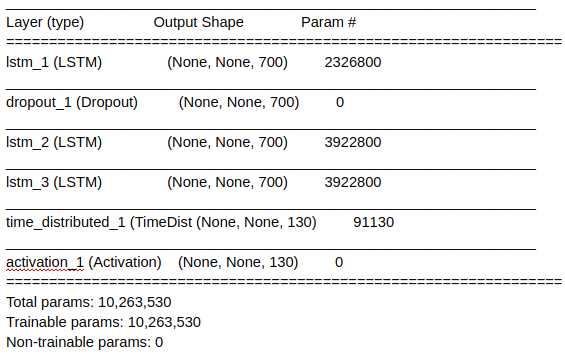 Layer (type) Output Shape Param #
lstm_1 (LSTM) (None, None, 700) 2326800
dropout_1 (Dropout) (None, None, 700) 0
lstm_2 (LSTM) (None, None, 700) 3922800
lstm_3 (LSTM) (None, None, 700) 3922800
time_distributed_1 (TimeDist (None, None, 130) 91130
activation_1 (Activation) (None, None, 130) 0
Total params: 10,263,530
Trainable params: 10,263,530
Non-trainable params: 0